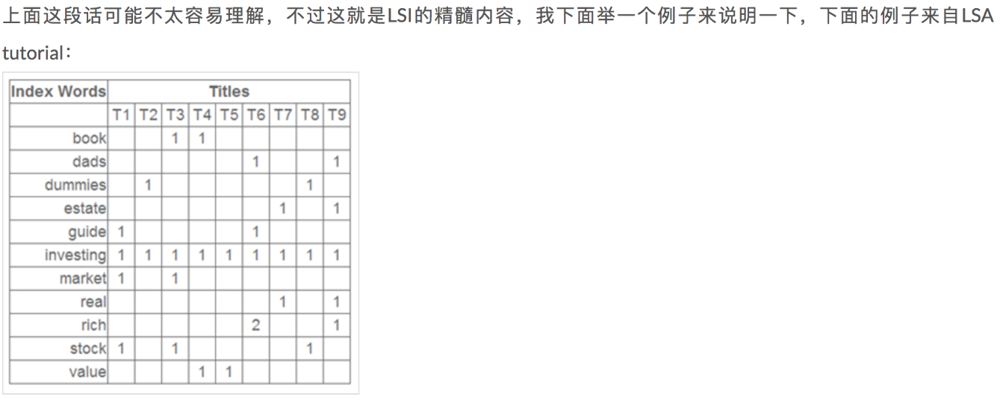 上面这段话可能不太容易理解，不过这就是LSI的精髓内容，我下面举一个例子来说明一下，下面的例子来自LSA
tutorial：
Index Words Titles
T1 T2 T3 T4 T5 T6 T7 T8 T9
book 1 1
dads 1 1
dummies 1 1
estate 1 1
guide 1 1
investing 1 1 1 1 1 1 1 1 1
market 1 1
real 1 1
rich 2 1
stock 1 1 1
value 1 1